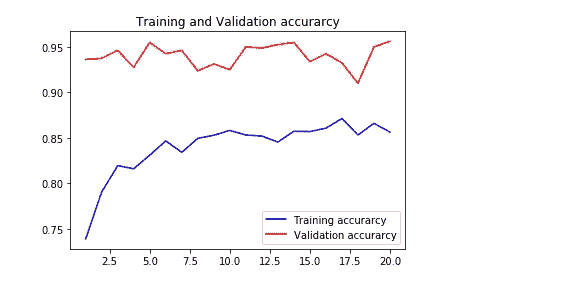 Training and Validation accurarcy
0.95
0.90
0.85
0.80
0.75
Training accurarcy
Validation accurarcy
2.5 5.0 7.5 10.0 12.5 15.0 17.5 20.0